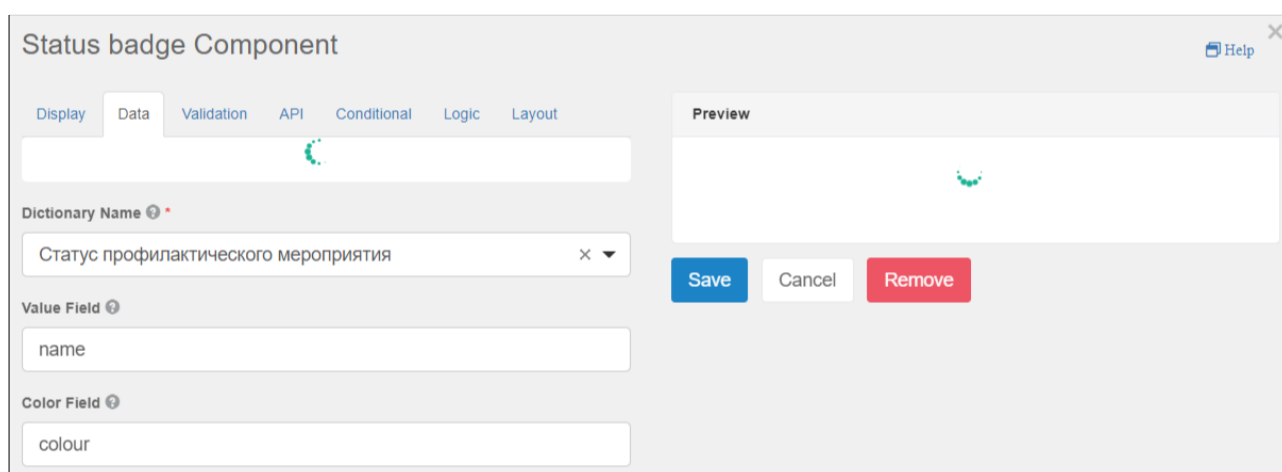 Status badge Component
Help
Display Data Validation API Conditional Logic Layout
Dictionary Name *
Статус профилактического мероприятия
Value Field
name
Color Field
colour
Preview
Save Cancel Remove